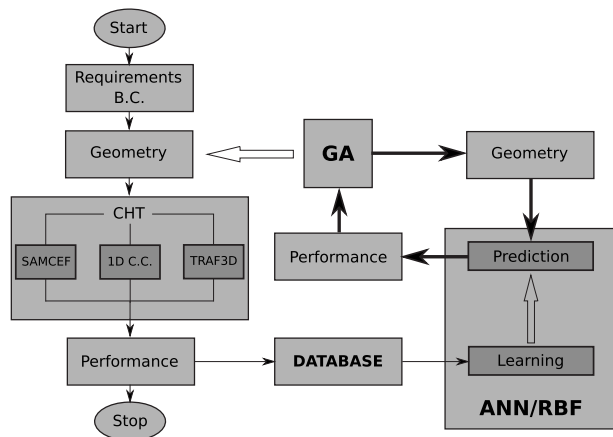 Start
Requirements
B.C.
Geometry
CHT
SAMCEF
1D C.C.
TRAF3D
Performance
Stop
GA
Geometry
Performance
Prediction
DATABASE
Learning
ANN/RBF